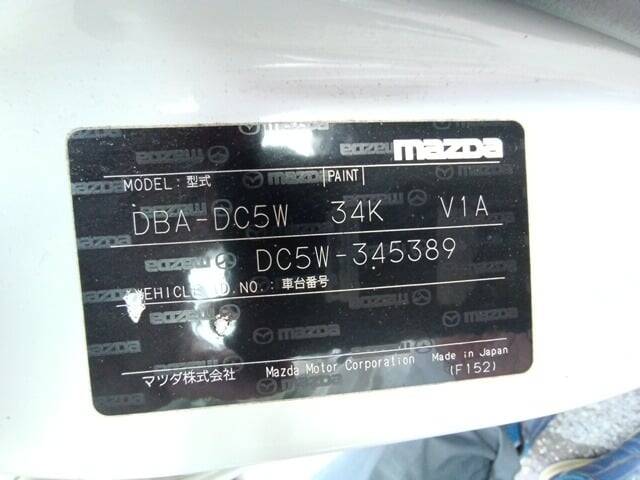 mazda
MODEL: 型式 PAINT
DBA-DC5W 34K V1A
DC5W-345389
VEHICLE I.D.NO.: 車台番号
マツダ株式会社 Mazda Motor Corporation Made in Japan
(F152)